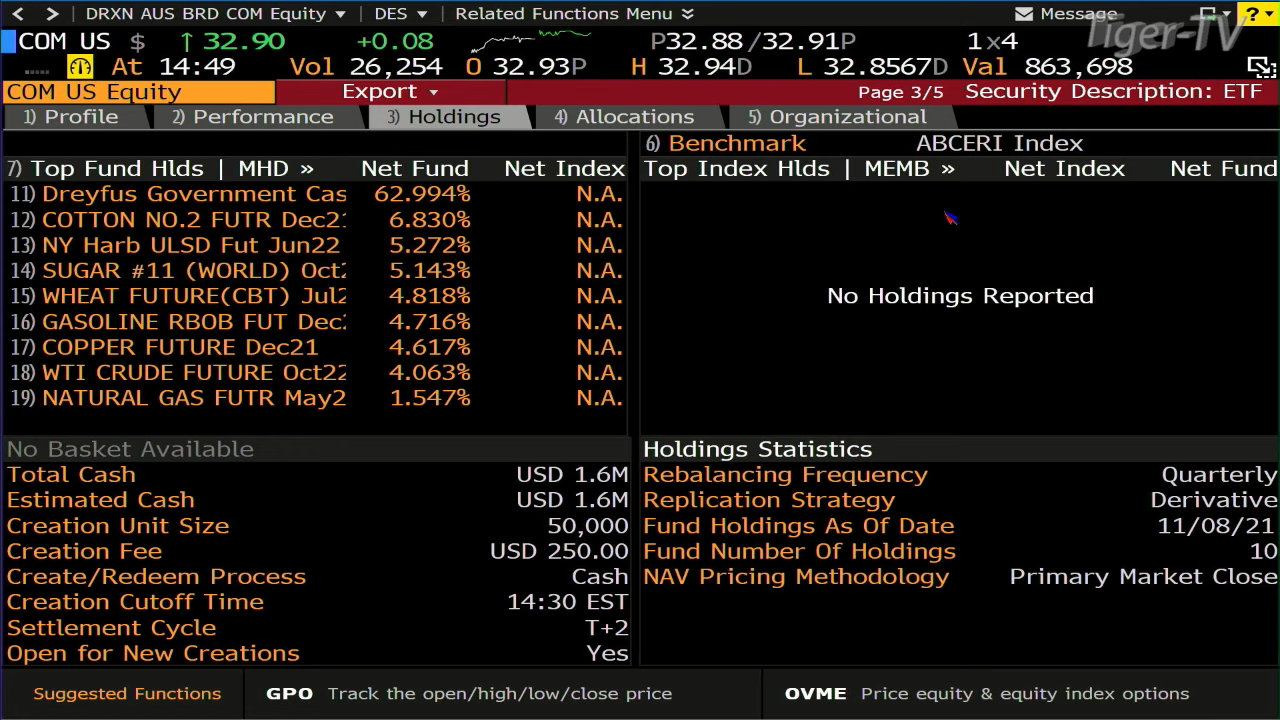 < > DRXN AUS BRD COM Equity ▾ DES ▾ Related Functions Menu Message ? ▾
Tiger-TV
COM US $ ↑ 32.90 +0.08 P32.88/32.91P 1x4
At 14:49 Vol 26,254 O 32.93P H 32.94D L 32.8567D Val 863,698
COM US Equity Export ▾ Page 3/5 Security Description: ETF
1) Profile 2) Performance 3) Holdings 4) Allocations 5) Organizational
6) Benchmark ABCERI Index
7) Top Fund Hlds | MHD » Net Fund Net Index
Top Index Hlds | MEMB » Net Index Net Fund
11) Dreyfus Government Cas 62.994% N.A.
12) COTTON NO.2 FUTR Dec21 6.830% N.A.
13) NY Harb ULSD Fut Jun22 5.272% N.A.
14) SUGAR #11 (WORLD) Oct2 5.143% N.A.
15) WHEAT FUTURE(CBT) Jul2 4.818% N.A.
16) GASOLINE RBOB FUT Dec2 4.716% N.A.
17) COPPER FUTURE Dec21 4.617% N.A.
18) WTI CRUDE FUTURE Oct22 4.063% N.A.
19) NATURAL GAS FUTR May2 1.547% N.A.
No Holdings Reported
No Basket Available
Total Cash USD 1.6M
Estimated Cash USD 1.6M
Creation Unit Size 50,000
Creation Fee USD 250.00
Create/Redeem Process Cash
Creation Cutoff Time 14:30 EST
Settlement Cycle T+2
Open for New Creations Yes
Holdings Statistics
Rebalancing Frequency Quarterly
Replication Strategy Derivative
Fund Holdings As Of Date 11/08/21
Fund Number Of Holdings 10
NAV Pricing Methodology Primary Market Close
Suggested Functions GPO Track the open/high/low/close price OVME Price equity & equity index options